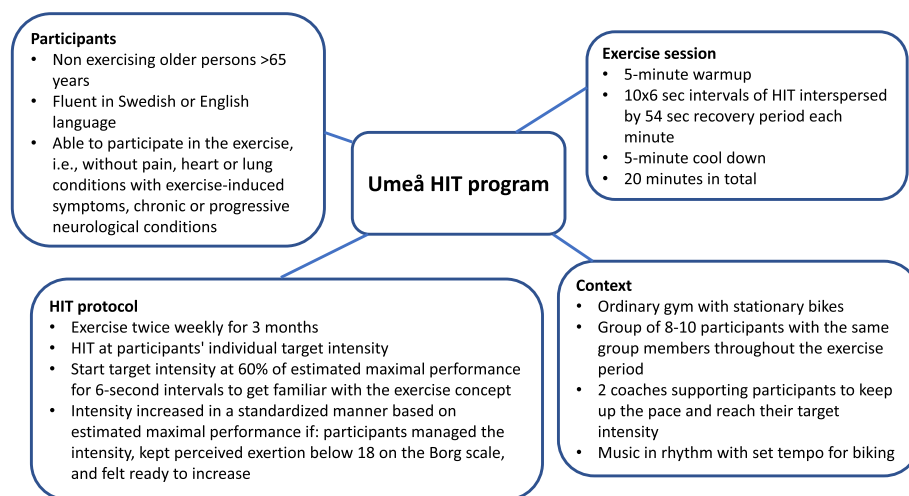 Participants
• Non exercising older persons >65
years
• Fluent in Swedish or English
language
• Able to participate in the exercise,
i.e., without pain, heart or lung
conditions with exercise-induced
symptoms, chronic or progressive
neurological conditions
Exercise session
• 5-minute warmup
• 10x6 sec intervals of HIT interspersed
by 54 sec recovery period each
minute
• 5-minute cool down
• 20 minutes in total
Umeå HIT program
HIT protocol
• Exercise twice weekly for 3 months
• HIT at participants' individual target intensity
• Start target intensity at 60% of estimated maximal performance
for 6-second intervals to get familiar with the exercise concept
• Intensity increased in a standardized manner based on
estimated maximal performance if: participants managed the
intensity, kept perceived exertion below 18 on the Borg scale,
and felt ready to increase
Context
• Ordinary gym with stationary bikes
• Group of 8-10 participants with the same
group members throughout the exercise
period
• 2 coaches supporting participants to keep
up the pace and reach their target
intensity
• Music in rhythm with set tempo for biking